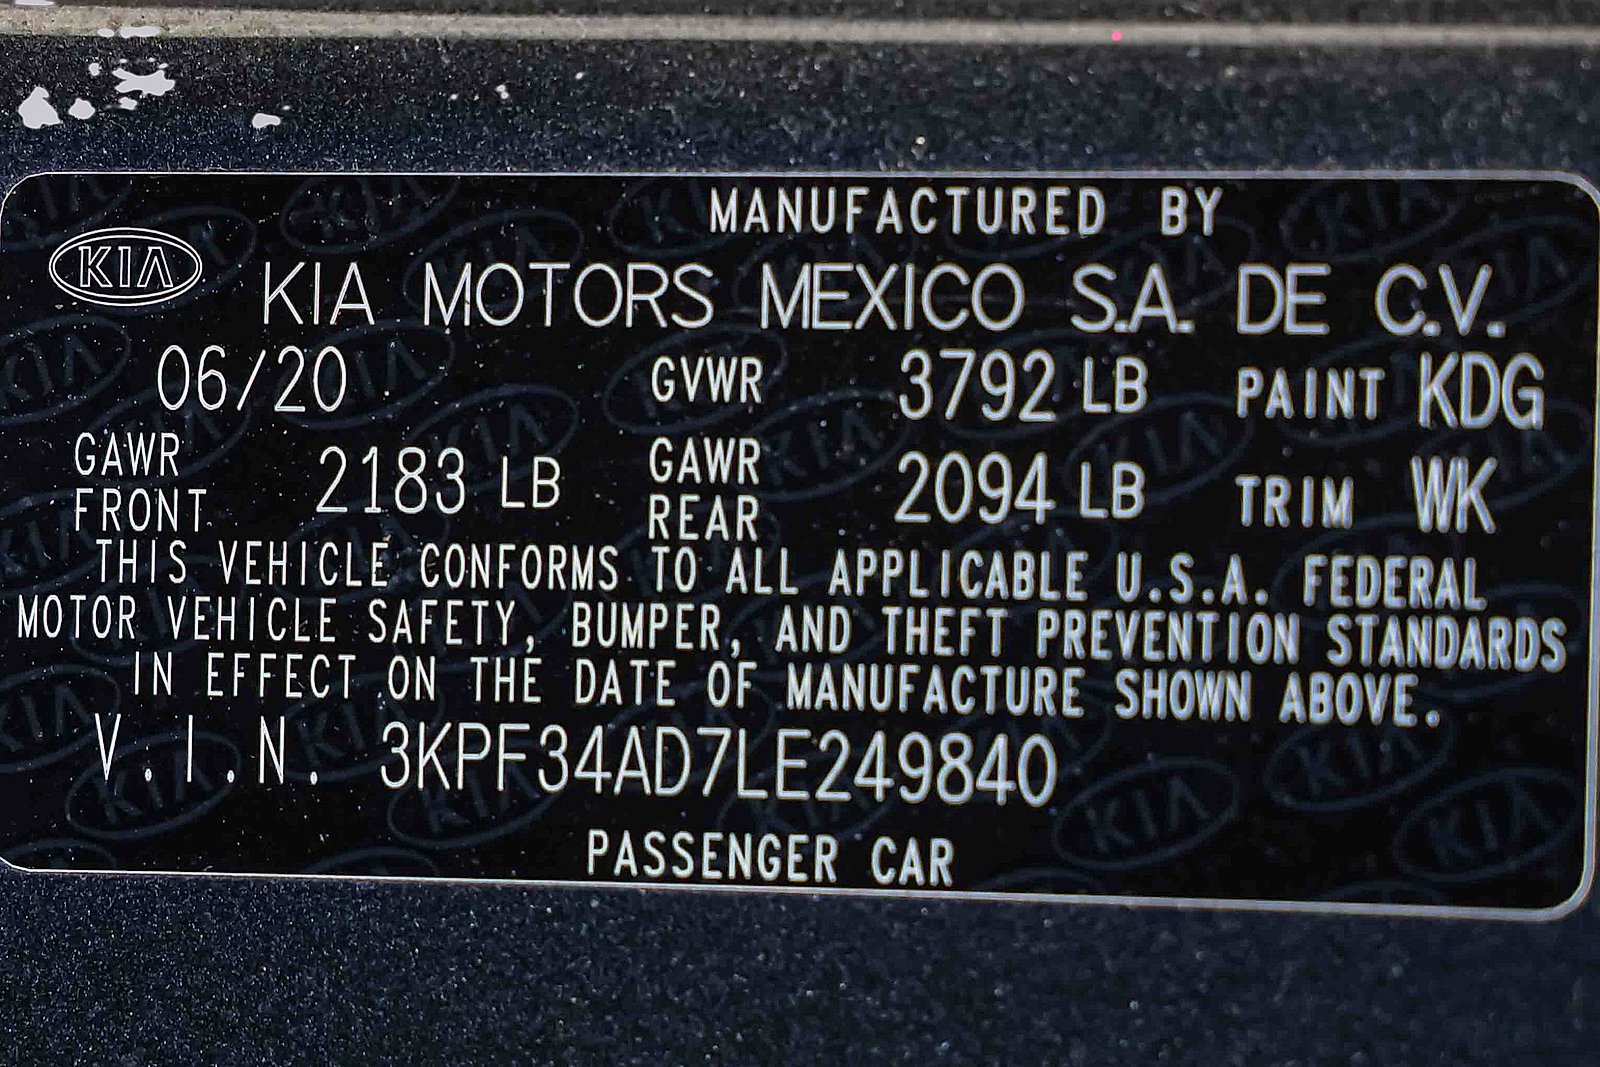 MANUFACTURED BY
KIA KIA MOTORS MEXICO S.A. DE C.V.
06/20 GVWR 3792 LB PAINT KDG
GAWR FRONT 2183 LB GAWR REAR 2094 LB TRIM WK
THIS VEHICLE CONFORMS TO ALL APPLICABLE U.S.A. FEDERAL
MOTOR VEHICLE SAFETY, BUMPER, AND THEFT PREVENTION STANDARDS
IN EFFECT ON THE DATE OF MANUFACTURE SHOWN ABOVE.
V.I.N. 3KPF34AD7LE249840
PASSENGER CAR